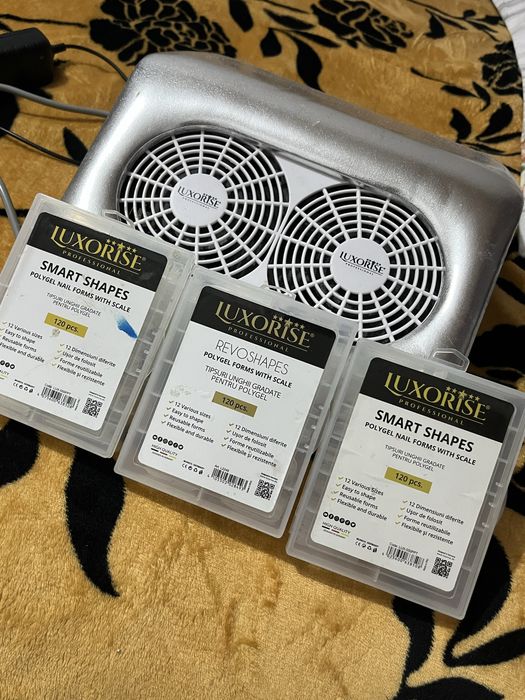 LUXORISE
PROFESSIONAL
LUXORISE
PROFESSIONAL
LUXORISE
PROFESSIONAL
SMART SHAPES
POLYGEL NAIL FORMS WITH SCALE
TIPSURI UNGHII GRADATE
PENTRU POLYGEL
120 pcs.
✓ 12 Various sizes
✓ Easy to shape
✓ Reusable forms
✓ Flexible and durable
✓ 12 Dimensiuni diferite
✓ Ușor de folosit
✓ Forme reutilizabile
✓ Flexibile și rezistente
HIGH QUALITY
LUXORISE
PROFESSIONAL
REVOSHAPES
POLYGEL FORMS WITH SCALE
TIPSURI UNGHII GRADATE
PENTRU POLYGEL
120 pcs.
✓ 12 Various sizes
✓ Easy to shape
✓ Reusable forms
✓ Flexible and durable
✓ 12 Dimensiuni diferite
✓ Ușor de folosit
✓ Forme reutilizabile
✓ Flexibile și rezistente
HIGH QUALITY
LUXORISE
PROFESSIONAL
SMART SHAPES
POLYGEL NAIL FORMS WITH SCALE
TIPSURI UNGHII GRADATE
PENTRU POLYGEL
120 pcs.
✓ 12 Various sizes
✓ Easy to shape
✓ Reusable forms
✓ Flexible and durable
✓ 12 Dimensiuni diferite
✓ Ușor de folosit
✓ Forme reutilizabile
✓ Flexibile și rezistente
HIGH QUALITY